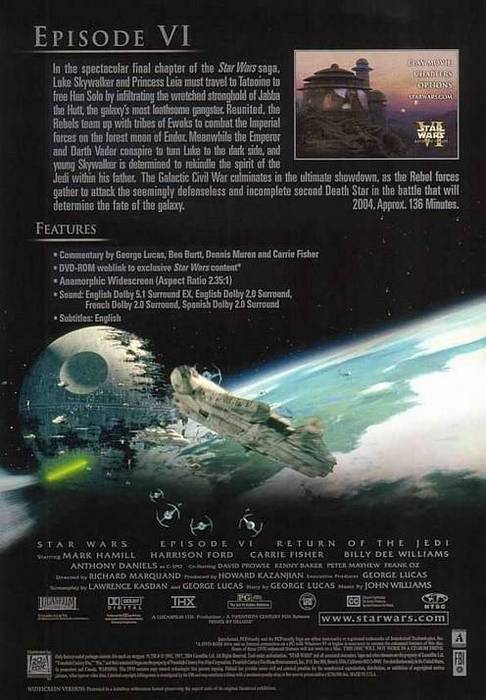 EPISODE VI
In the spectacular final chapter of the Star Wars saga,
Luke Skywalker and Princess Leia must travel to Tatooine to
free Han Solo by infiltrating the wretched stronghold of Jabba
the Hutt, the galaxy's most loathsome gangster. Reunited, the
Rebels team up with tribes of Ewoks to combat the Imperial
forces on the forest moon of Endor. Meanwhile the Emperor
and Darth Vader conspire to turn Luke to the dark side, and
young Skywalker is determined to rekindle the spirit of the
Jedi within his father. The Galactic Civil War culminates in the ultimate showdown, as the Rebel forces
gather to attack the seemingly defenseless and incomplete second Death Star in the battle that will
determine the fate of the galaxy. 2004, Approx. 136 Minutes.
PLAY MOVIE
CHAPTERS
OPTIONS
STARWARS.COM
STAR
WARS
VI
FEATURES
• Commentary by George Lucas, Ben Burtt, Dennis Muren and Carrie Fisher
• DVD-ROM weblink to exclusive Star Wars content*
• Anamorphic Widescreen (Aspect Ratio 2.35:1)
• Sound: English Dolby 5.1 Surround EX, English Dolby 2.0 Surround,
French Dolby 2.0 Surround, Spanish Dolby 2.0 Surround
• Subtitles: English
STAR WARS EPISODE VI RETURN OF THE JEDI
Starring MARK HAMILL HARRISON FORD CARRIE FISHER BILLY DEE WILLIAMS
ANTHONY DANIELS as C-3PO Co-Starring DAVID PROWSE KENNY BAKER PETER MAYHEW FRANK OZ
Directed by RICHARD MARQUAND Produced by HOWARD KAZANJIAN Executive Producer GEORGE LUCAS
Screenplay by LAWRENCE KASDAN and GEORGE LUCAS Story by GEORGE LUCAS Music by JOHN WILLIAMS
LUCASFILM
DOLBY
DIGITAL
THX
PG
CC
NTSC
www.starwars.com
A
FBI